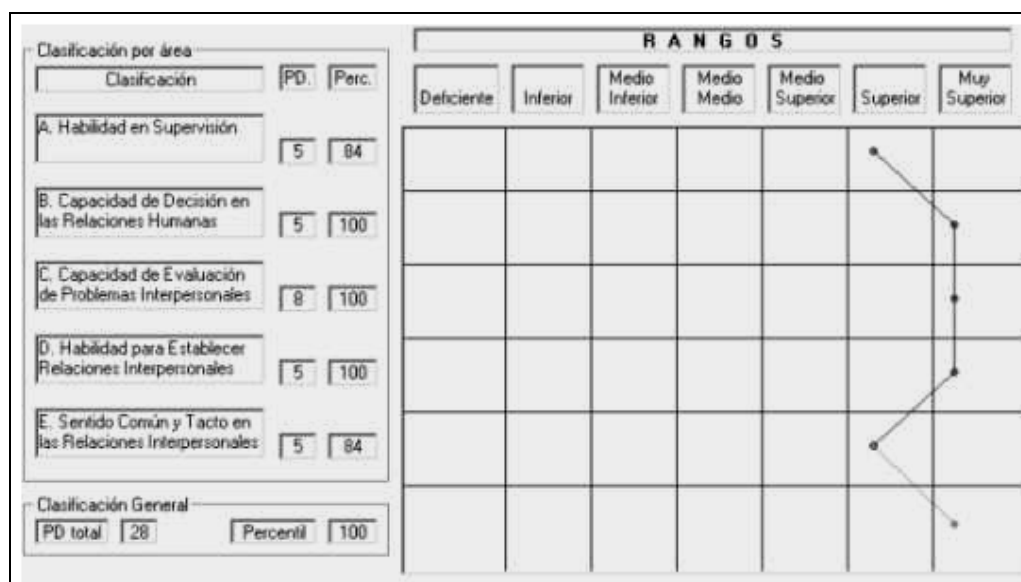 Clasificación por área
Clasificación PD. Perc.
A. Habilidad en Supervisión
5 84
B. Capacidad de Decisión en
las Relaciones Humanas 5 100
C. Capacidad de Evaluación
de Problemas Interpersonales 8 100
D. Habilidad para Establecer
Relaciones Interpersonales 5 100
E. Sentido Común y Tacto en
las Relaciones Interpersonales 5 84
Clasificación General
PD total 28 Percentil 100
RANGOS
Deficiente Inferior Medio Inferior Medio Medio Medio Superior Superior Muy Superior